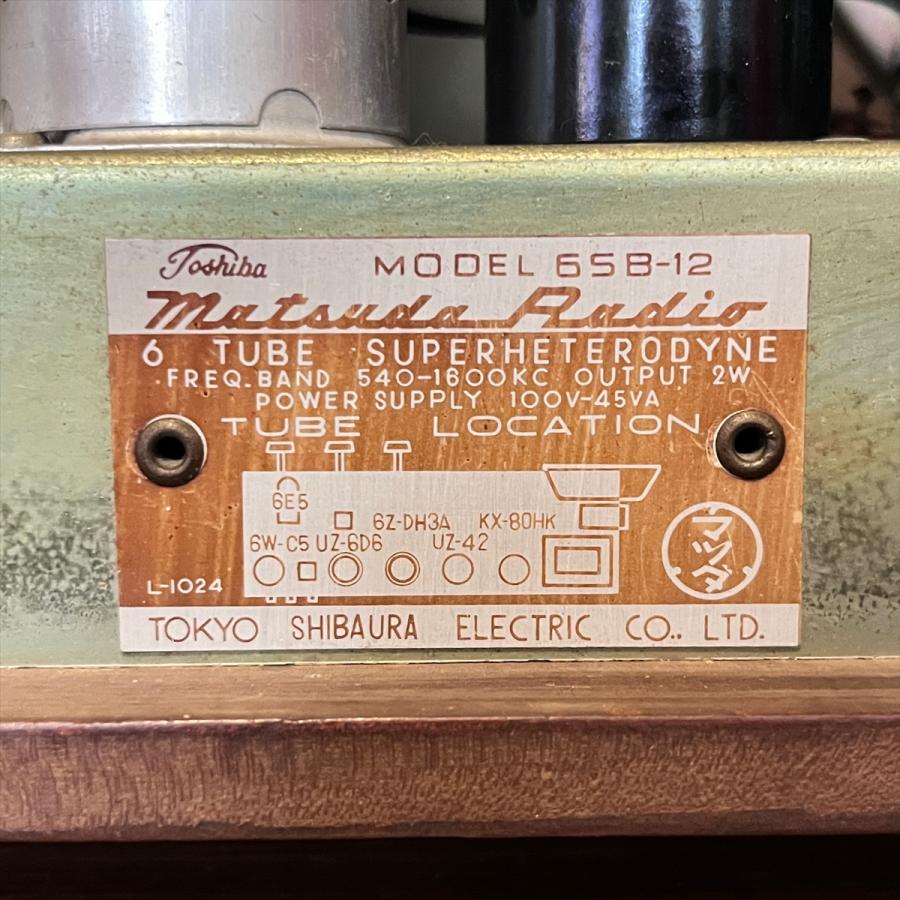 Toshiba MODEL 6SB-12
Matsuda Radio
6 TUBE SUPERHETERODYNE
FREQ. BAND 540-1600KC OUTPUT 2W
POWER SUPPLY 100V-45VA
TUBE LOCATION
6E5
6Z-DH3A KX-80HK
6W-C5 UZ-6D6 UZ-42
マツダ
L-1024
TOKYO SHIBAURA ELECTRIC CO., LTD.